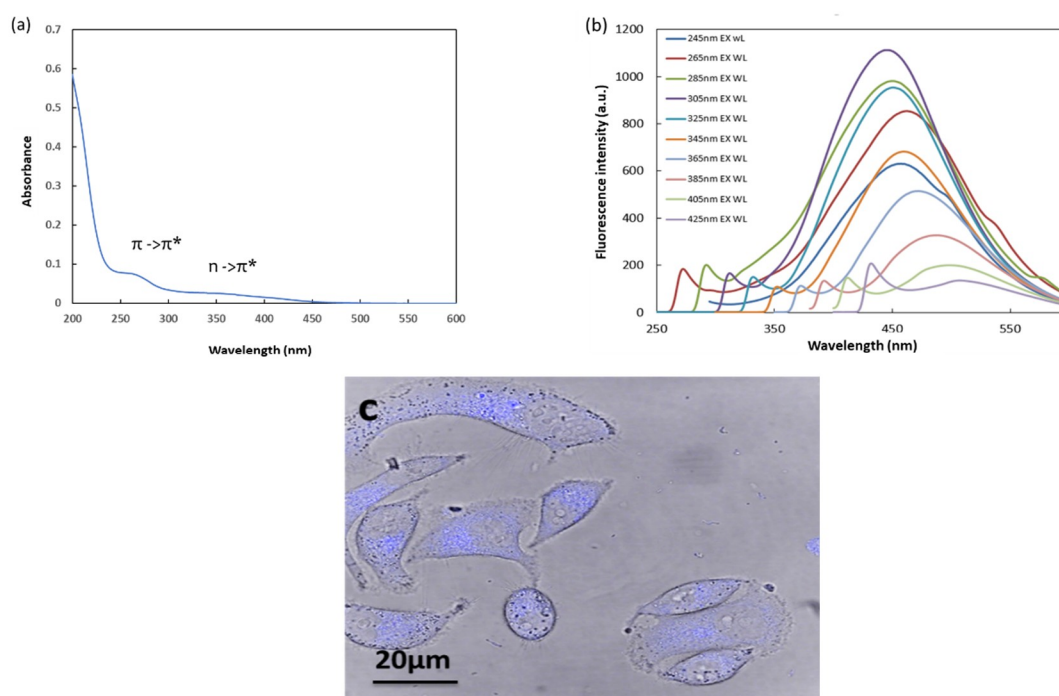 (a)
0.7
0.6
0.5
0.4
0.3
0.2
0.1
0
Absorbance
π ->π*
n ->π*
200 250 300 350 400 450 500 550 600
Wavelength (nm)
(b)
1200
1000
800
600
400
200
0
Fluorescence intensity (a.u.)
245nm EX wL
265nm EX WL
285nm EX WL
305nm EX WL
325nm EX WL
345nm EX WL
365nm EX WL
385nm EX WL
405nm EX WL
425nm EX WL
250 350 450 550
Wavelength (nm)
c
20μm